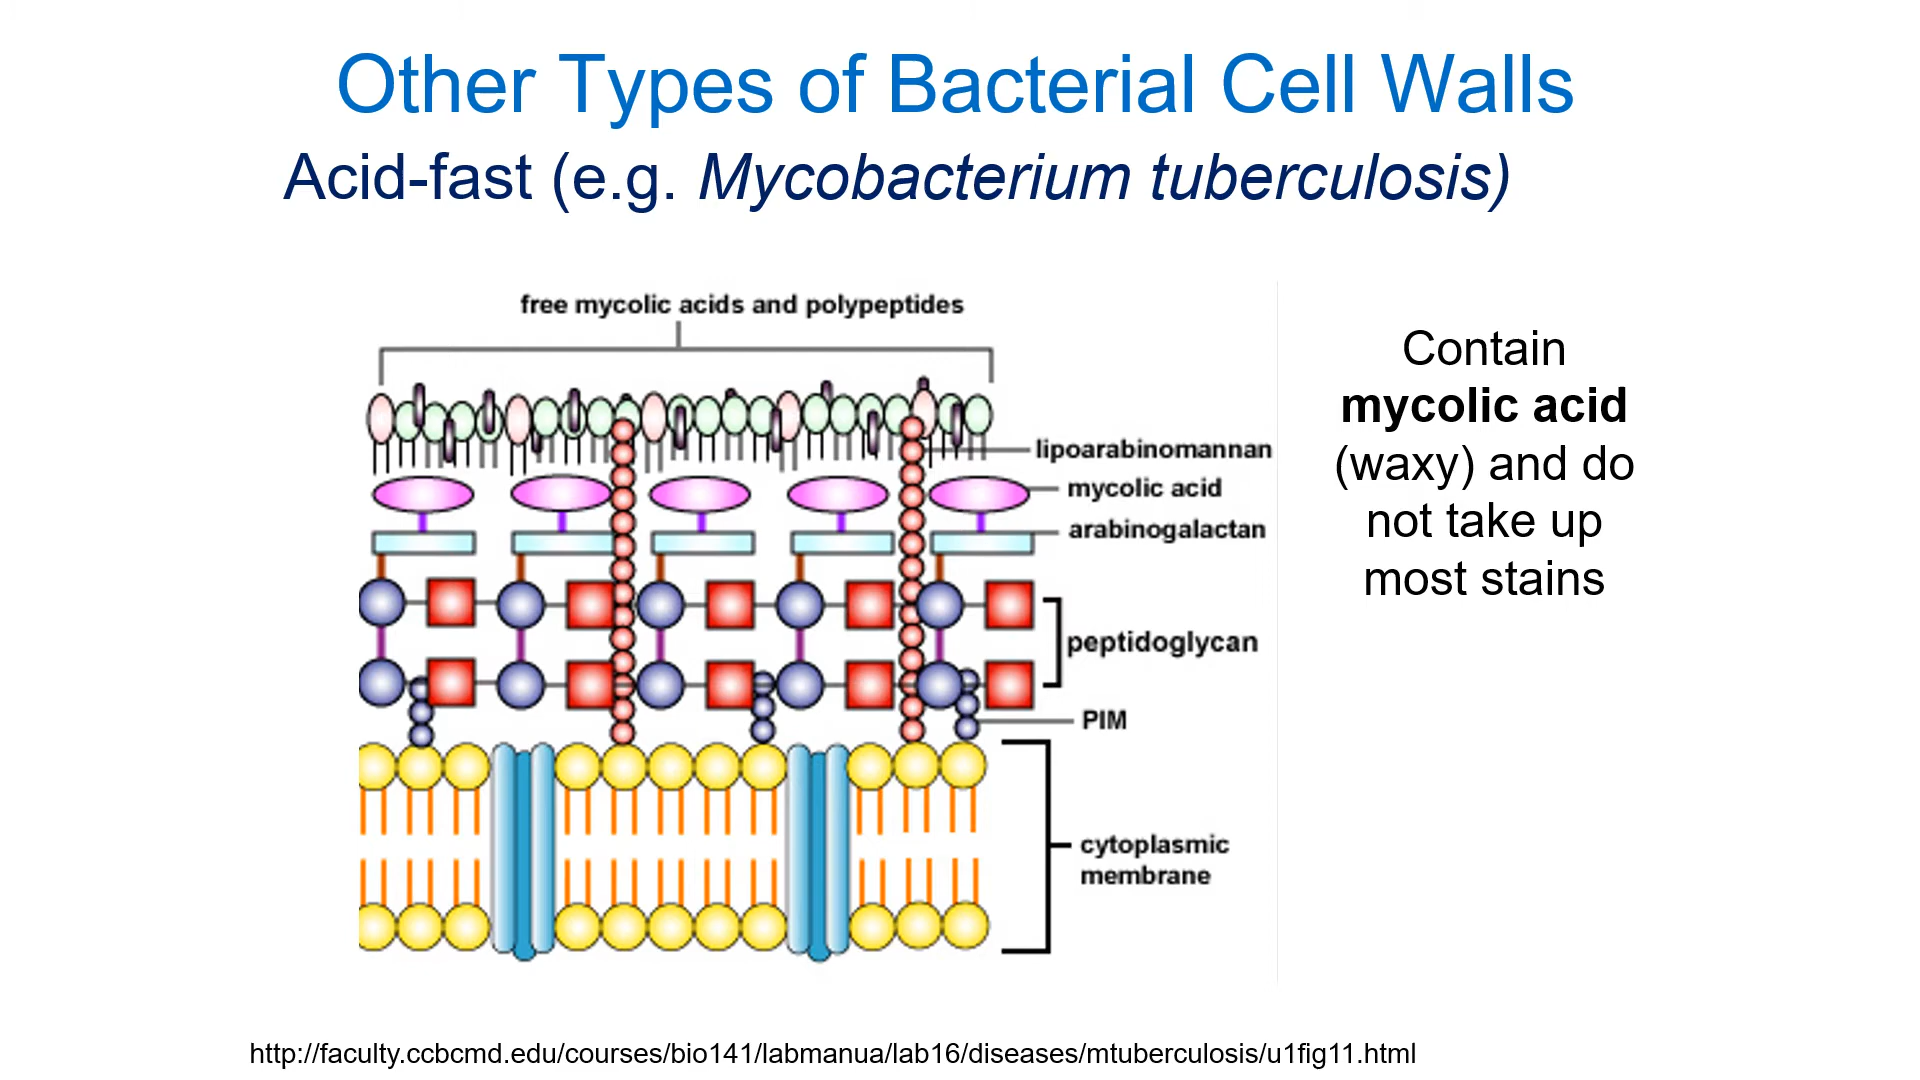 Other Types of Bacterial Cell Walls
Acid-fast (e.g. Mycobacterium tuberculosis)
free mycolic acids and polypeptides
lipoarabinomannan
mycolic acid
arabinogalactan
peptidoglycan
PIM
cytoplasmic
membrane
Contain
mycolic acid
(waxy) and do
not take up
most stains
http://faculty.ccbcmd.edu/courses/bio141/labmanua/lab16/diseases/mtuberculosis/u1fig11.html